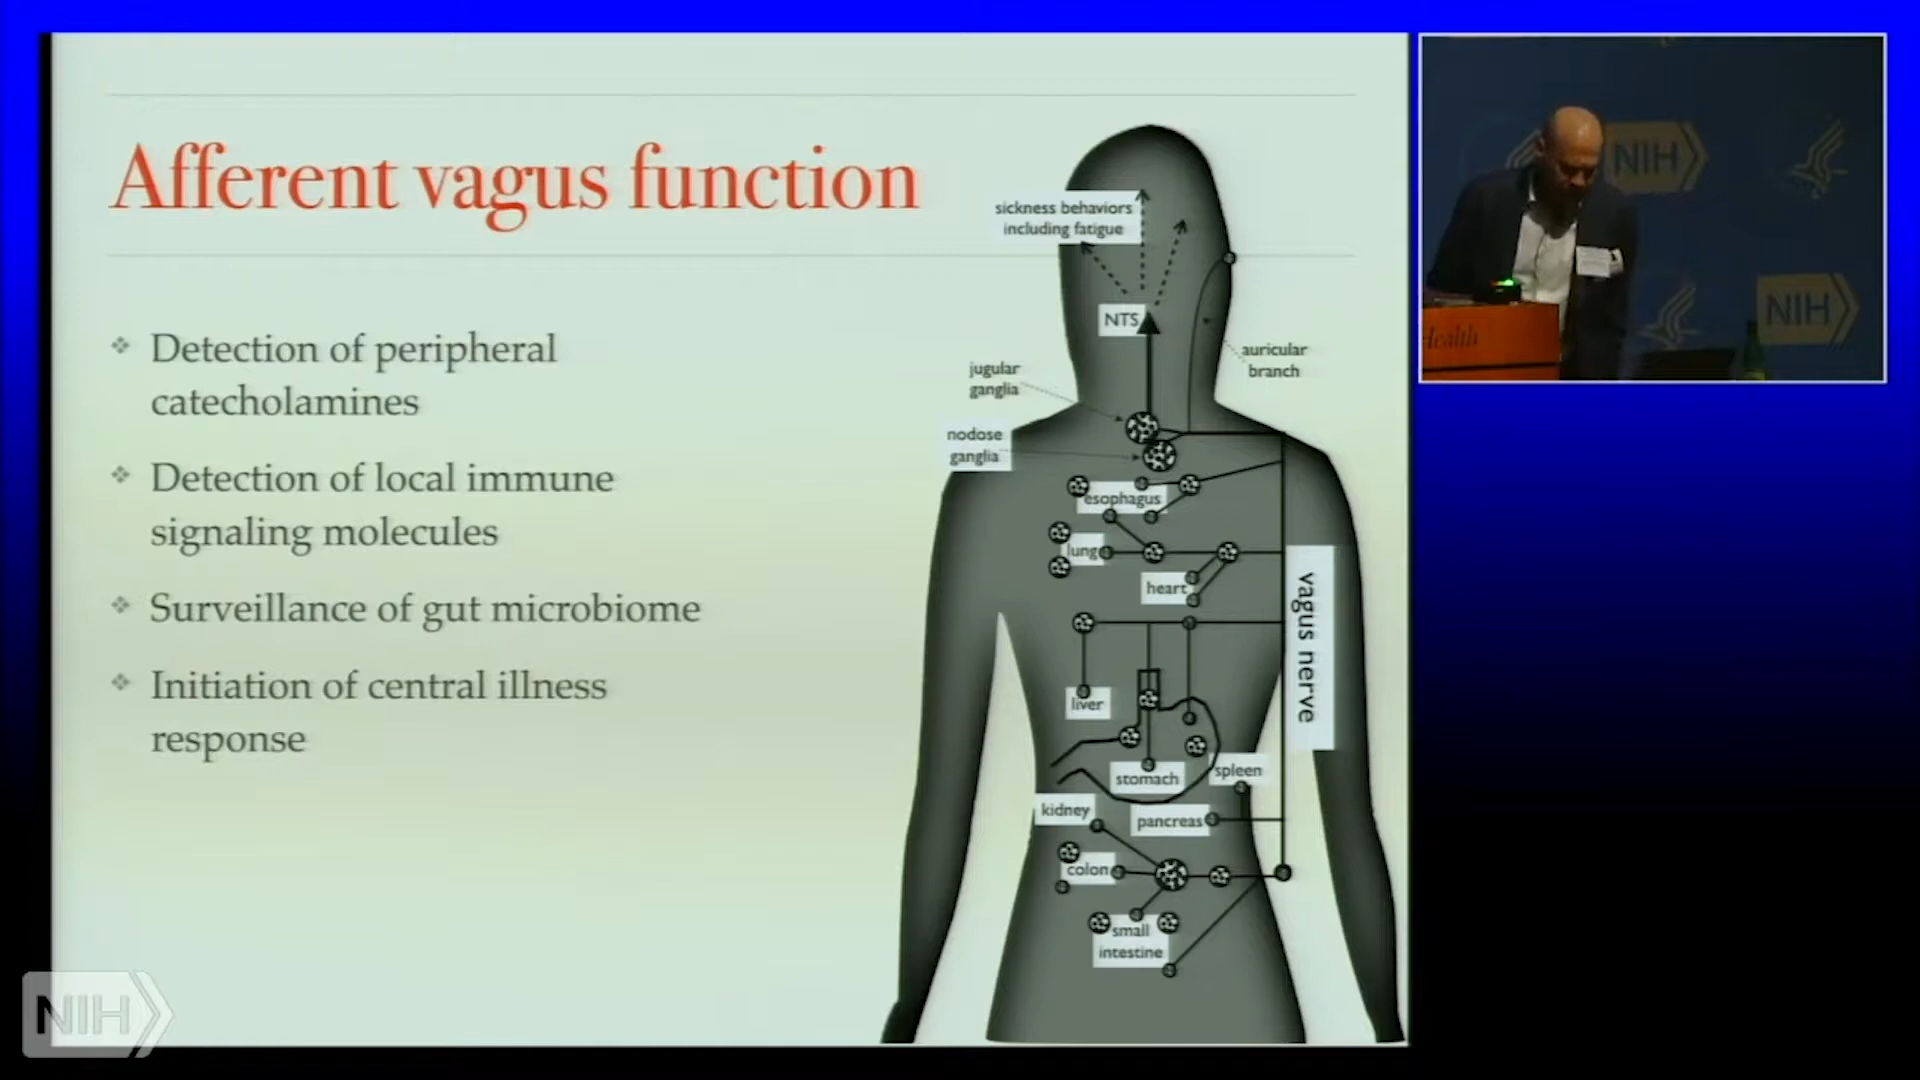 Afferent vagus function
Detection of peripheral
catecholamines
Detection of local immune
signaling molecules
Surveillance of gut microbiome
Initiation of central illness
response
sickness behaviors
including fatigue
NTS
auricular
branch
jugular
ganglia
nodose
ganglia
esophagus
lung
heart
vagus nerve
liver
stomach
spleen
kidney
pancreas
colon
small
intestine
NIH
NIH
Health
NIH